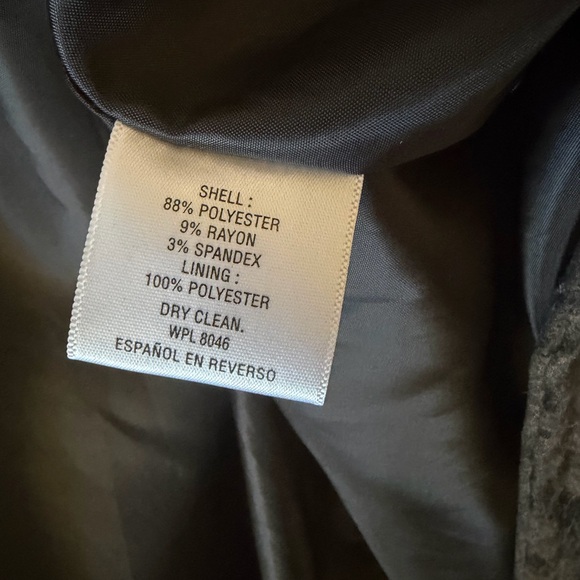 SHELL :
88% POLYESTER
9% RAYON
3% SPANDEX
LINING :
100% POLYESTER
DRY CLEAN.
WPL 8046
ESPAÑOL EN REVERSO